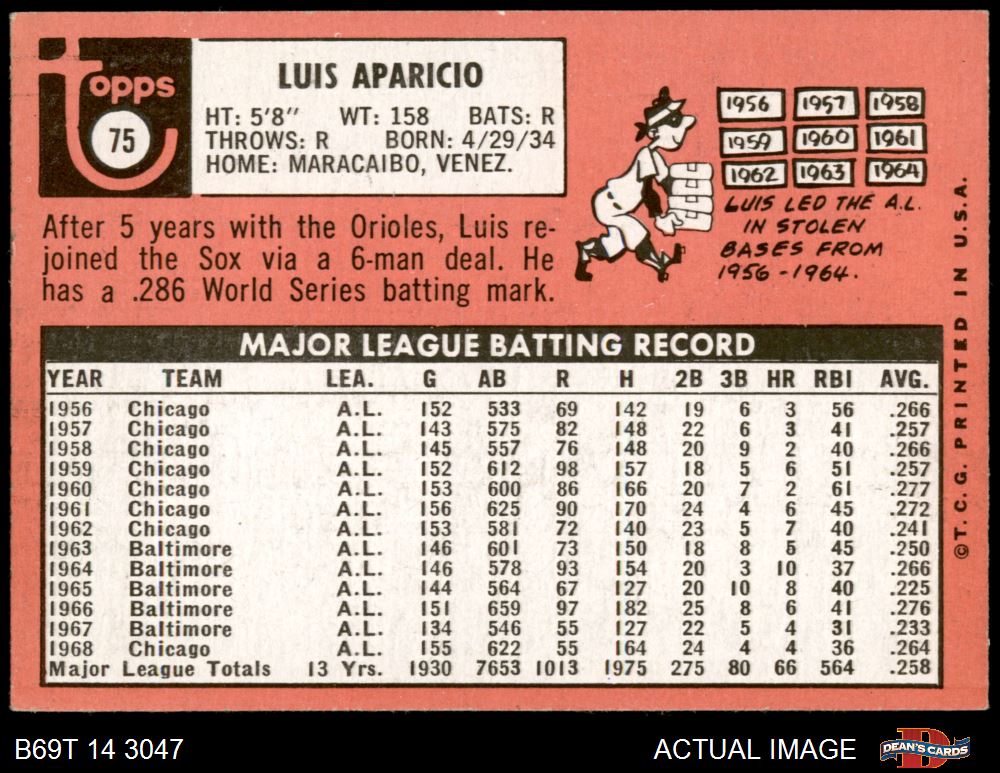 Topps
75
LUIS APARICIO
HT: 5'8" WT: 158 BATS: R
THROWS: R BORN: 4/29/34
HOME: MARACAIBO, VENEZ.
After 5 years with the Orioles, Luis re-
joined the Sox via a 6-man deal. He
has a .286 World Series batting mark.
1956 1957 1958
1959 1960 1961
1962 1963 1964
LUIS LED THE A.L.
IN STOLEN
BASES FROM
1956-1964.
MAJOR LEAGUE BATTING RECORD
YEAR TEAM LEA. G AB R H 2B 3B HR RBI AVG.
1956 Chicago A.L. 152 533 69 142 19 6 3 56 .266
1957 Chicago A.L. 143 575 82 148 22 6 3 41 .257
1958 Chicago A.L. 145 557 76 148 20 9 2 40 .266
1959 Chicago A.L. 152 612 98 157 18 5 6 51 .257
1960 Chicago A.L. 153 600 86 166 20 7 2 61 .277
1961 Chicago A.L. 156 625 90 170 24 4 6 45 .272
1962 Chicago A.L. 153 581 72 140 23 5 7 40 .241
1963 Baltimore A.L. 146 601 73 150 18 8 5 45 .250
1964 Baltimore A.L. 146 578 93 154 20 3 10 37 .266
1965 Baltimore A.L. 144 564 67 127 20 10 8 40 .225
1966 Baltimore A.L. 151 659 97 182 25 8 6 41 .276
1967 Baltimore A.L. 134 546 55 127 22 5 4 31 .233
1968 Chicago A.L. 155 622 55 164 24 4 4 36 .264
Major League Totals 13 Yrs. 1930 7653 1013 1975 275 80 66 564 .258
©T.C.G. PRINTED IN U.S.A.
B69T 14 3047
ACTUAL IMAGE
DEAN'S CARDS